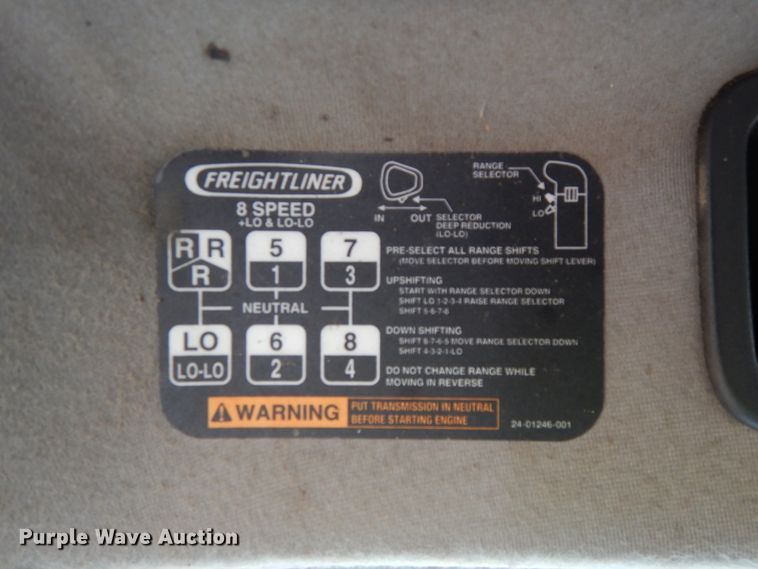 FREIGHTLINER
8 SPEED
+LO & LO-LO
R R
R
5
1
7
3
NEUTRAL
LO
LO-LO
6
2
8
4
IN OUT
SELECTOR
DEEP REDUCTION
(LO-LO)
RANGE
SELECTOR
HI
LO
PRE-SELECT ALL RANGE SHIFTS
(MOVE SELECTOR BEFORE MOVING SHIFT LEVER)
UPSHIFTING
START WITH RANGE SELECTOR DOWN
SHIFT LO 1-2-3-4 RAISE RANGE SELECTOR
SHIFT 5-6-7-8
DOWN SHIFTING
SHIFT 8-7-6-5 MOVE RANGE SELECTOR DOWN
SHIFT 4-3-2-1-LO
DO NOT CHANGE RANGE WHILE
MOVING IN REVERSE
WARNING
PUT TRANSMISSION IN NEUTRAL
BEFORE STARTING ENGINE
24-01246-001
Purple Wave Auction